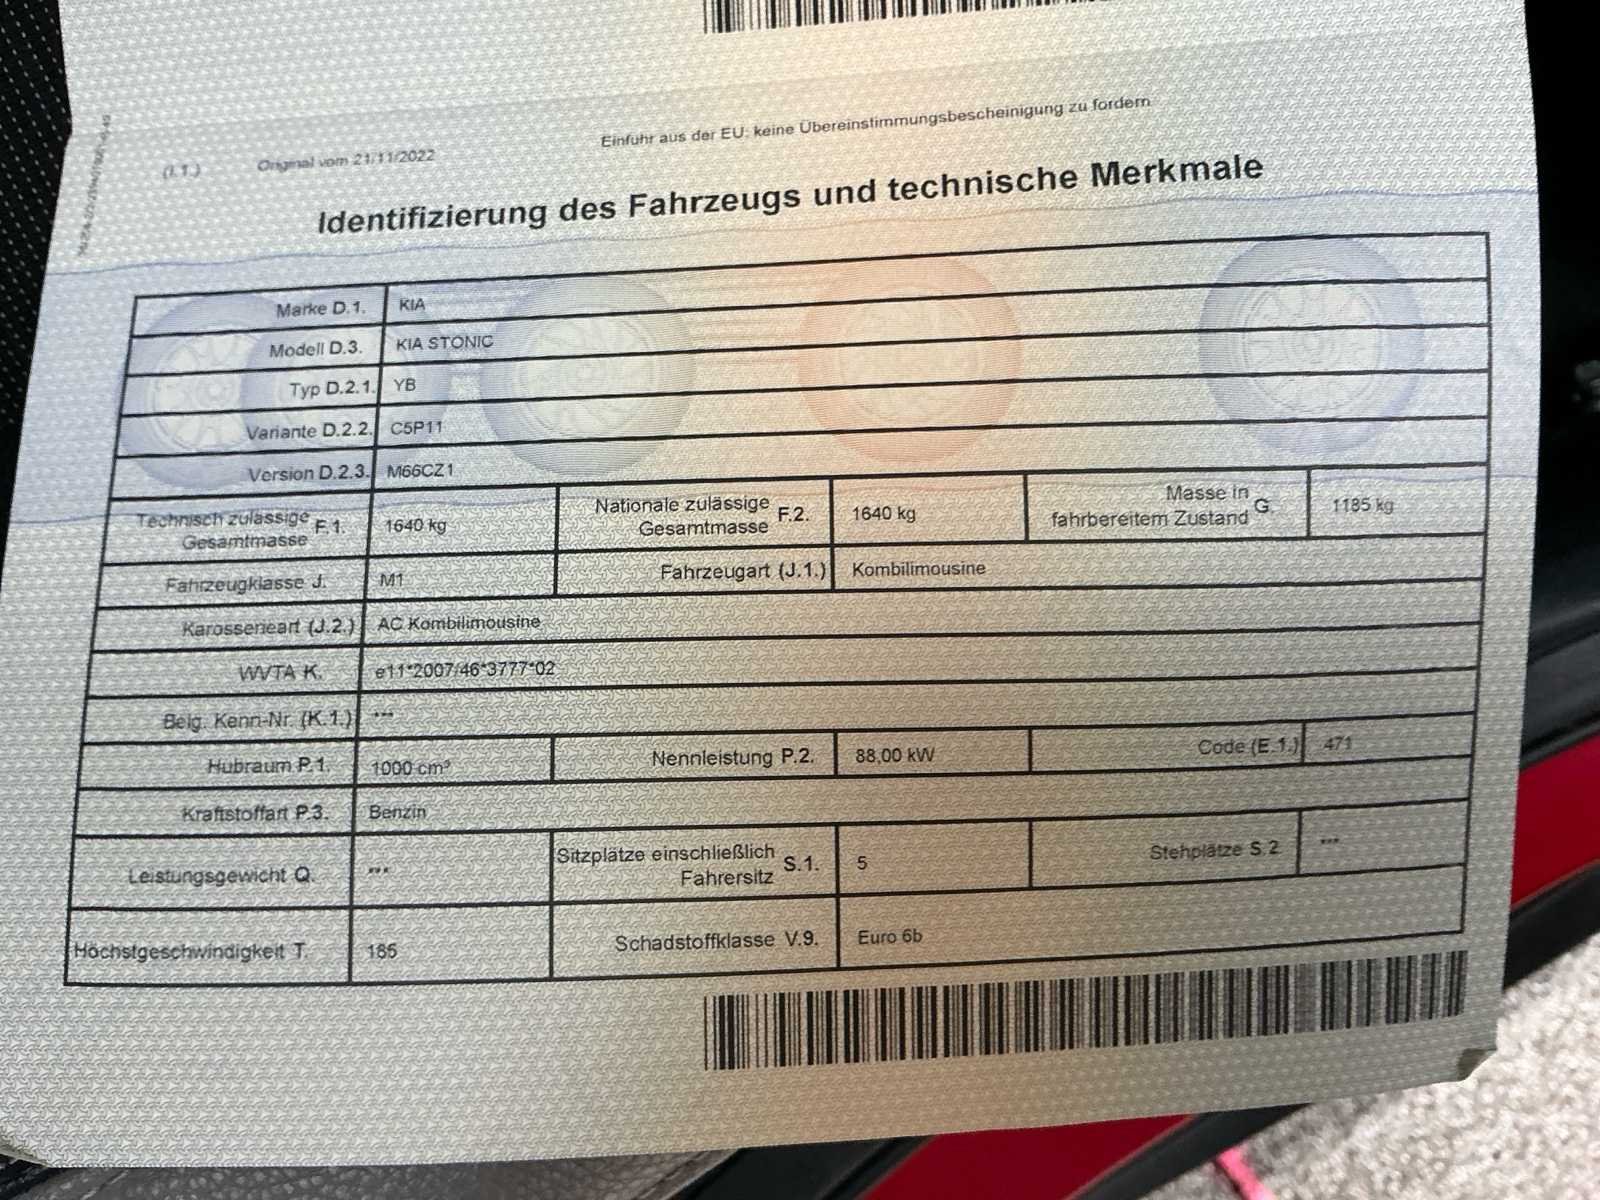 Einfuhr aus der EU: keine Übereinstimmungsbescheinigung zu fordern
(I.1.) Original vom 21/11/2022
Identifizierung des Fahrzeugs und technische Merkmale
Marke D.1. KIA
Modell D.3. KIA STONIC
Typ D.2.1. YB
Variante D.2.2. C5P11
Version D.2.3. M66CZ1
Technisch zulässige Gesamtmasse F.1. 1640 kg Nationale zulässige Gesamtmasse F.2. 1640 kg Masse in fahrbereitem Zustand G. 1185 kg
Fahrzeugklasse J. M1 Fahrzeugart (J.1.) Kombilimousine
Karosserieart (J.2.) AC Kombilimousine
WVTA K. e11*2007/46*3777*02
Belg. Kenn-Nr. (K.1.) ***
Hubraum P.1. 1000 cm³ Nennleistung P.2. 88,00 kW Code (E.1.) 471
Kraftstoffart P.3. Benzin
Leistungsgewicht Q. *** Sitzplätze einschließlich Fahrersitz S.1. 5 Stehplätze S.2 ***
Höchstgeschwindigkeit T. 185 Schadstoffklasse V.9. Euro 6b